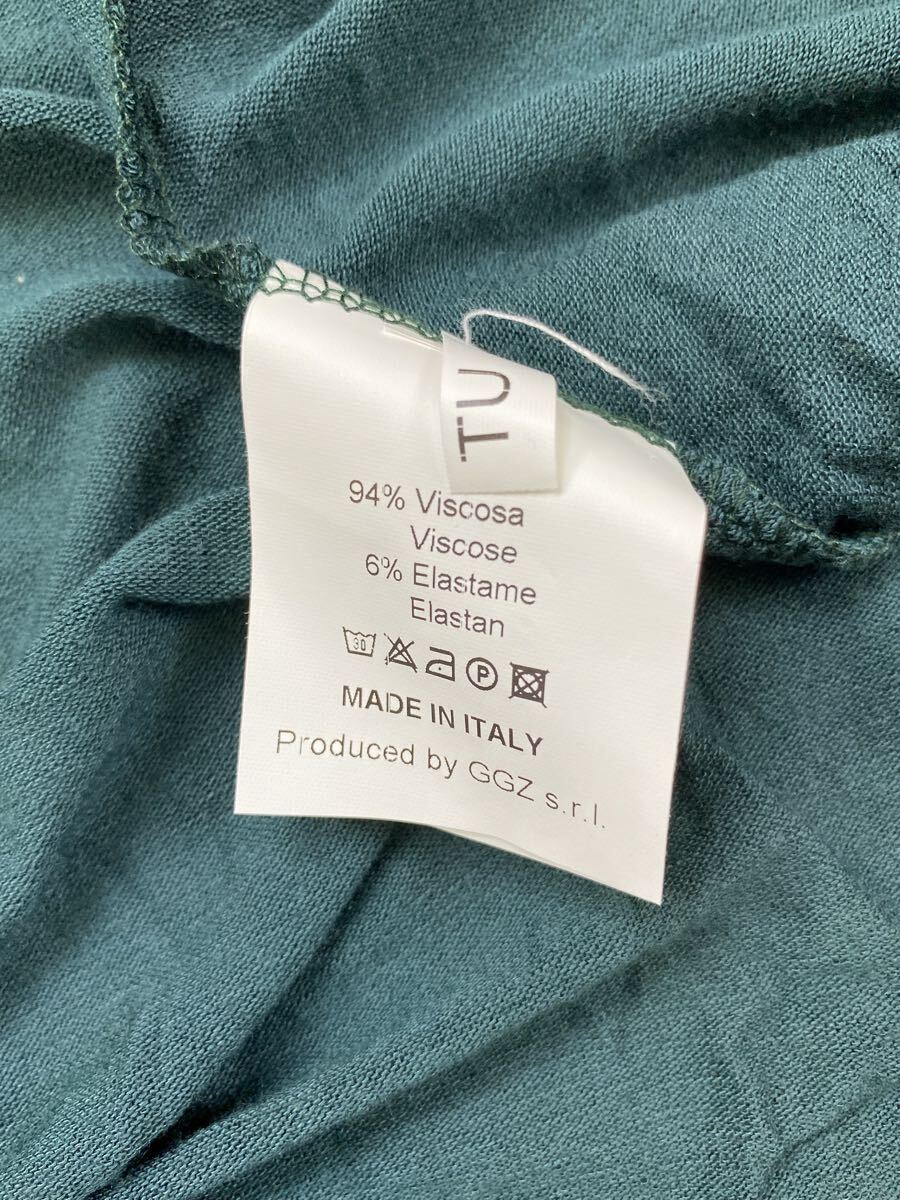 TU
94% Viscosa
Viscose
6% Elastame
Elastan
30
P
MADE IN ITALY
Produced by GGZ s.r.l.